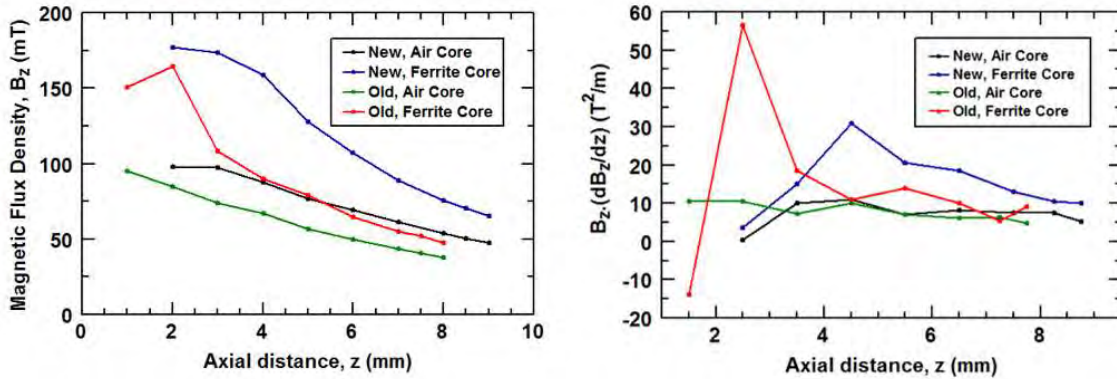 Magnetic Flux Density, Bz (mT)
200
150
100
50
0
0 2 4 6 8 10
Axial distance, z (mm)
New, Air Core
New, Ferrite Core
Old, Air Core
Old, Ferrite Core
Bz.(dBz/dz) (T^2/m)
60
50
40
30
20
10
0
-10
-20
2 4 6 8
Axial distance, z (mm)
New, Air Core
New, Ferrite Core
Old, Air Core
Old, Ferrite Core